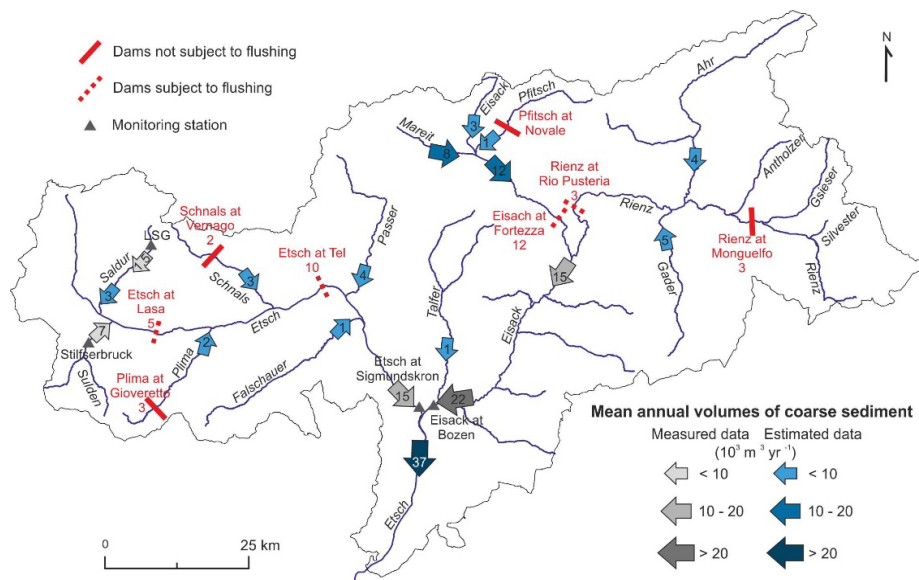 Dams not subject to flushing
Dams subject to flushing
Monitoring station
N
Ahr
Eisack
Pfitsch
3
1
Pfitsch at
Novale
Mareit
8
12
4
Antholzer
Gsieser
Silvester
Rienz at
Rio Pusteria
3
Rienz
Eisach at
Fortezza
12
Rienz at
Monguelfo
3
Rienz
5
Gader
15
Eisack
Passer
4
Schnals at
Vernago
2
SG
Saldur
5
3
Schnals
3
Etsch at Tel
10
Etsch at
Lasa
5
Etsch
7
Stilfserbruck
Sulden
Plima
2
Plima at
Gioveretto
3
Falschauer
1
Talfer
1
Etsch at
Sigmundskron
15
22
Eisack at
Bozen
37
Etsch
Mean annual volumes of coarse sediment
Measured data
Estimated data
(10³ m ³ yr ⁻¹)
< 10
< 10
10 - 20
10 -20
> 20
> 20
0
25 km